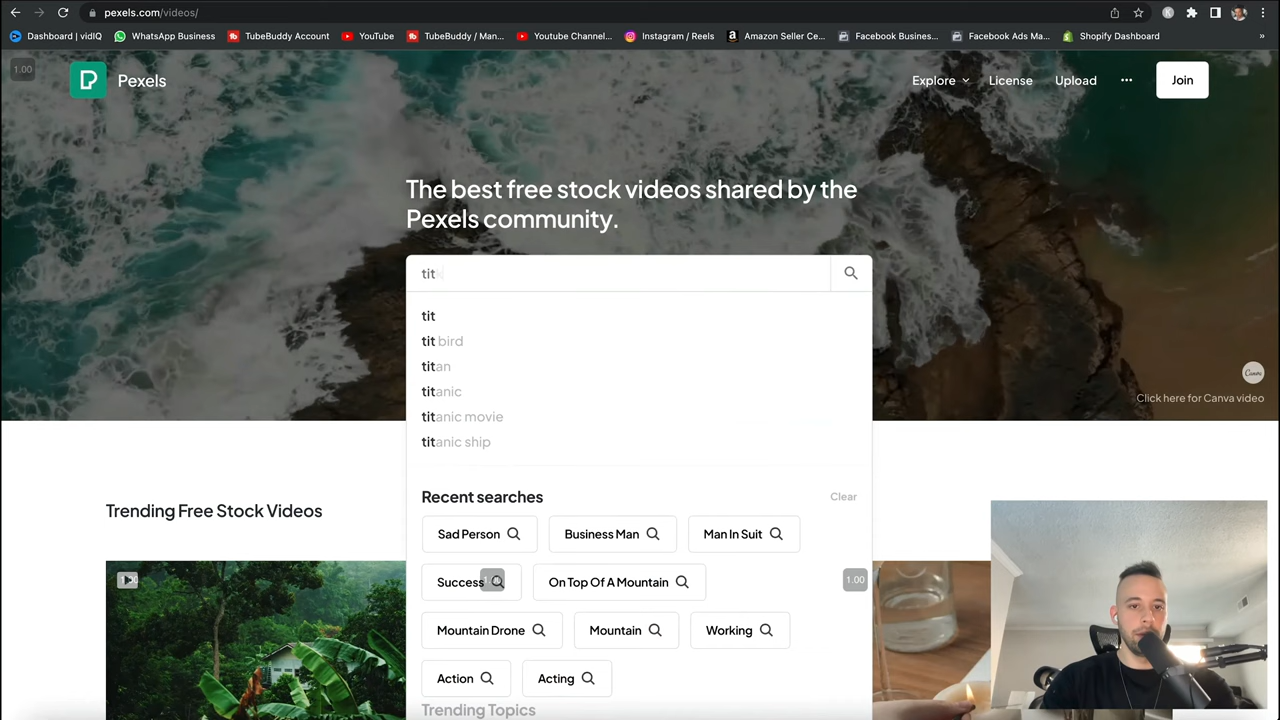 pexels.com/videos/
Dashboard | vidIQ
WhatsApp Business
TubeBuddy Account
YouTube
TubeBuddy / Man...
Youtube Channel...
Instagram / Reels
Amazon Seller Ce...
Facebook Business...
Facebook Ads Ma...
Shopify Dashboard
»
1.00
Pexels
Explore
License
Upload
Join
The best free stock videos shared by the
Pexels community.
tit
tit
tit bird
titan
titanic
titanic movie
titanic ship
Canva
Click here for Canva video
Recent searches
Clear
Trending Free Stock Videos
Sad Person
Business Man
Man In Suit
1.00
Success
On Top Of A Mountain
1.00
Mountain Drone
Mountain
Working
Action
Acting
Trending Topics